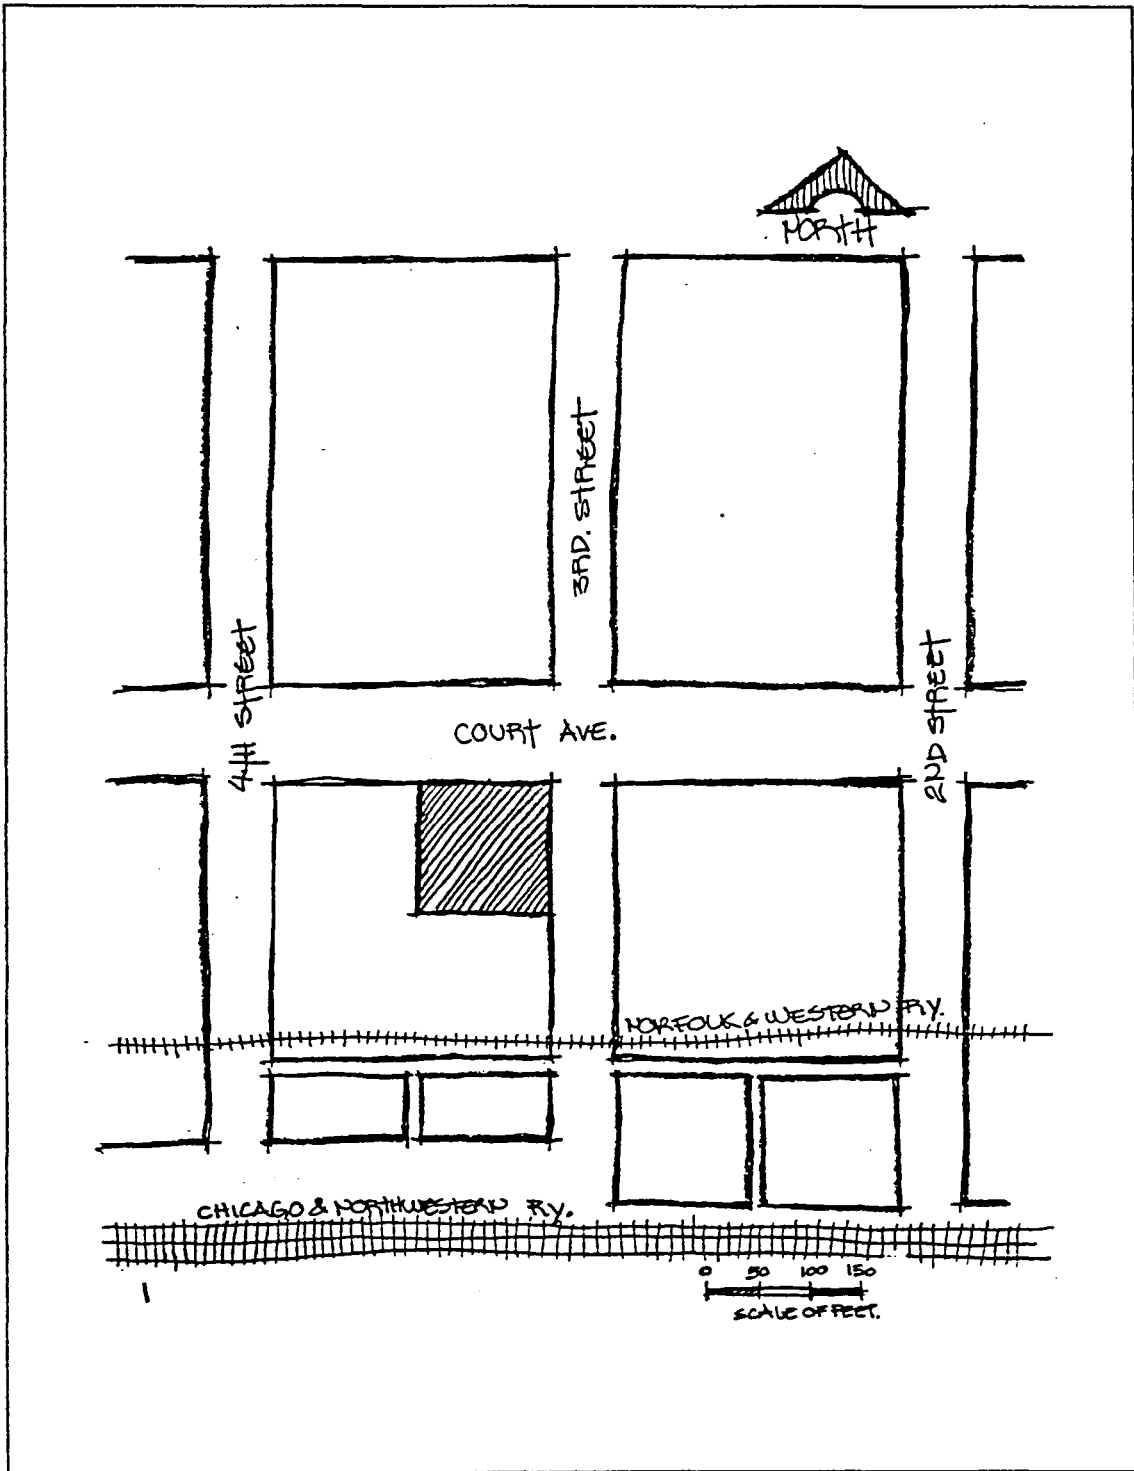 NORTH
3RD. STREET
4TH STREET
2ND STREET
COURT AVE.
NORFOLK & WESTERN RY.
CHICAGO & NORTHWESTERN RY.
0 50 100 150
SCALE OF FEET.
1